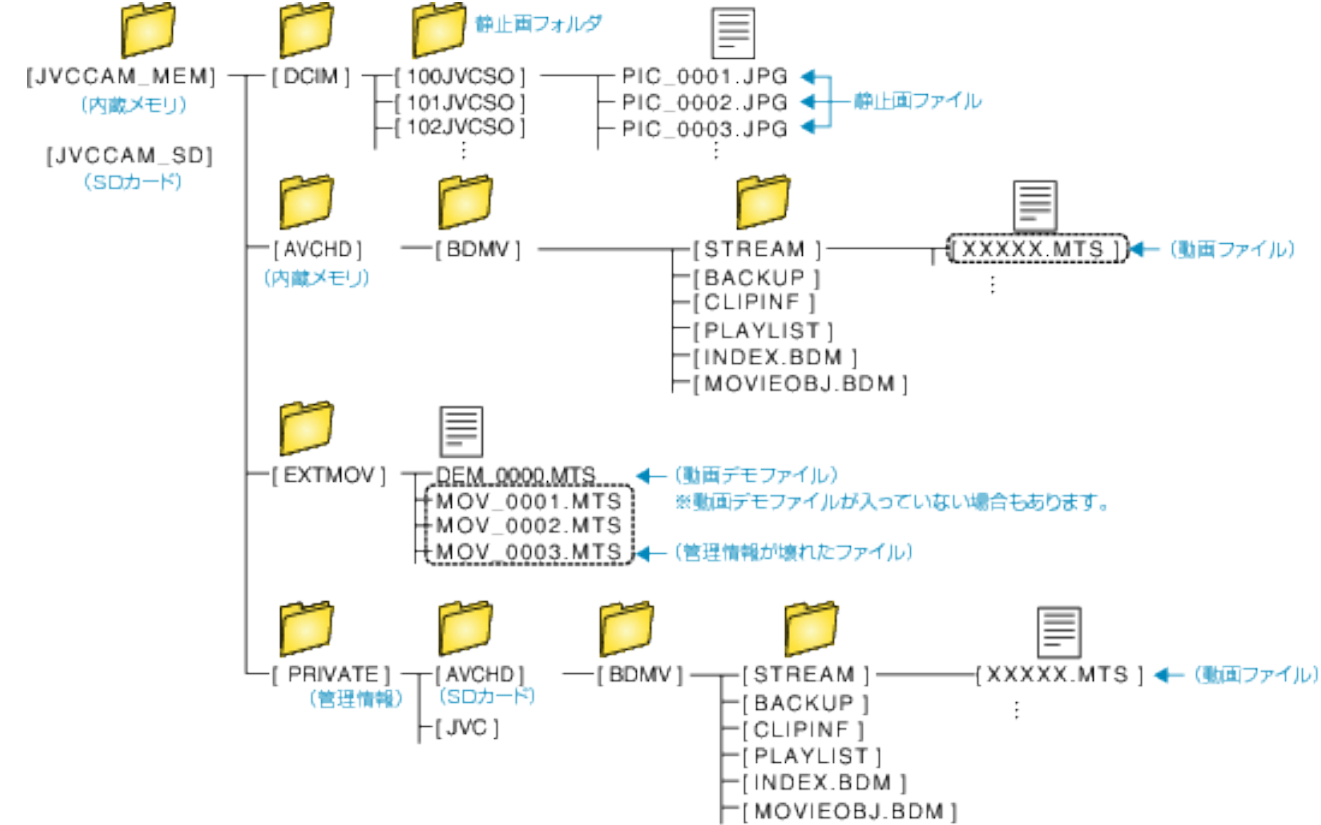 静止画フォルダ
[JVCCAM_MEM] [DCIM] [100JVCSO] PIC_0001.JPG
(内蔵メモリ) [101JVCSO] PIC_0002.JPG 静止画ファイル
[102JVCSO] PIC_0003.JPG
[JVCCAM_SD]
(SDカード)
[AVCHD] [BDMV] [STREAM] [XXXXX.MTS] (動画ファイル)
(内蔵メモリ) [BACKUP]
[CLIPINF]
[PLAYLIST]
[INDEX.BDM]
[MOVIEOBJ.BDM]
[EXTMOV] DEM_0000.MTS (動画デモファイル)
MOV_0001.MTS ※動画デモファイルが入っていない場合もあります。
MOV_0002.MTS
MOV_0003.MTS (管理情報が壊れたファイル)
[PRIVATE] [AVCHD] [BDMV] [STREAM] [XXXXX.MTS] (動画ファイル)
(管理情報) (SDカード) [BACKUP]
[JVC] [CLIPINF]
[PLAYLIST]
[INDEX.BDM]
[MOVIEOBJ.BDM]